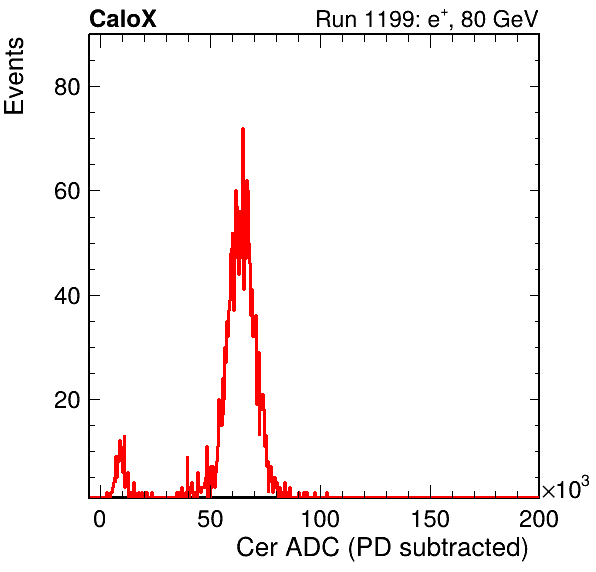 CaloX Run 1199: e⁺, 80 GeV
Events
80
60
40
20
0 50 100 150 200 ×10³
Cer ADC (PD subtracted)